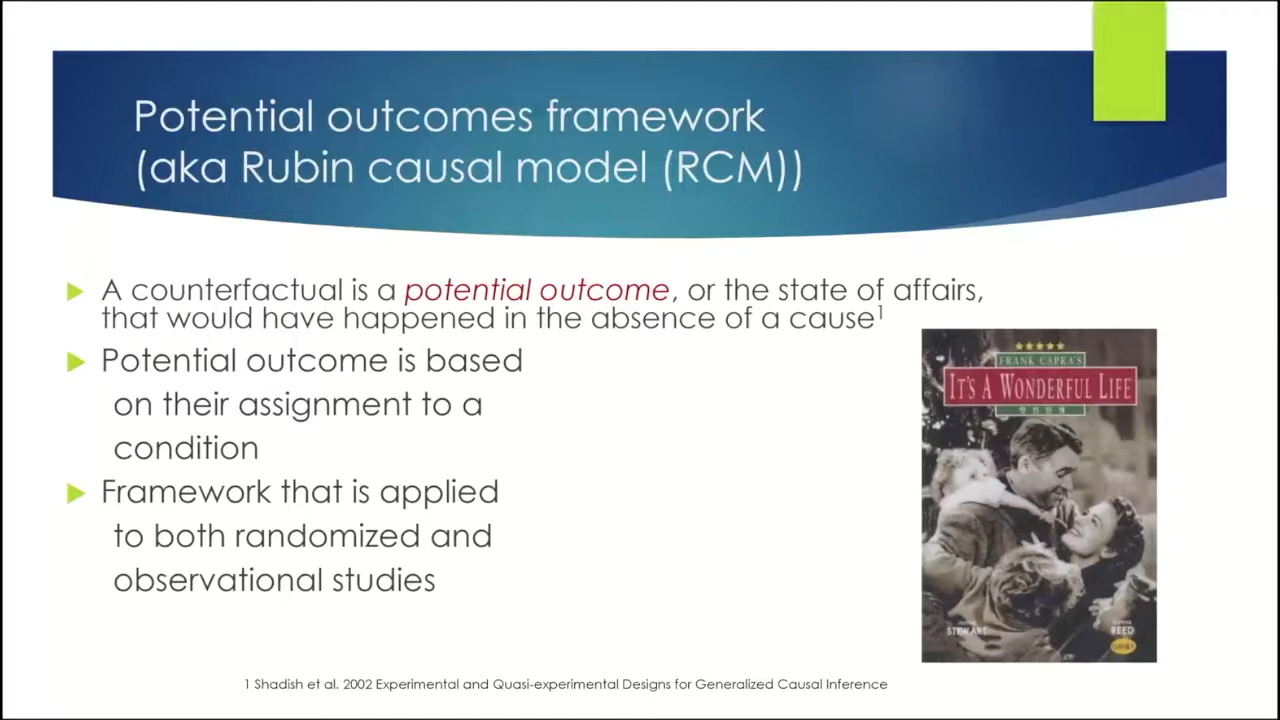 Potential outcomes framework
(aka Rubin causal model (RCM))
A counterfactual is a potential outcome, or the state of affairs,
that would have happened in the absence of a cause1
Potential outcome is based
on their assignment to a
condition
Framework that is applied
to both randomized and
observational studies
FRANK CAPRA'S
IT'S A WONDERFUL LIFE
STEWART
REED
1 Shadish et al. 2002 Experimental and Quasi-experimental Designs for Generalized Causal Inference